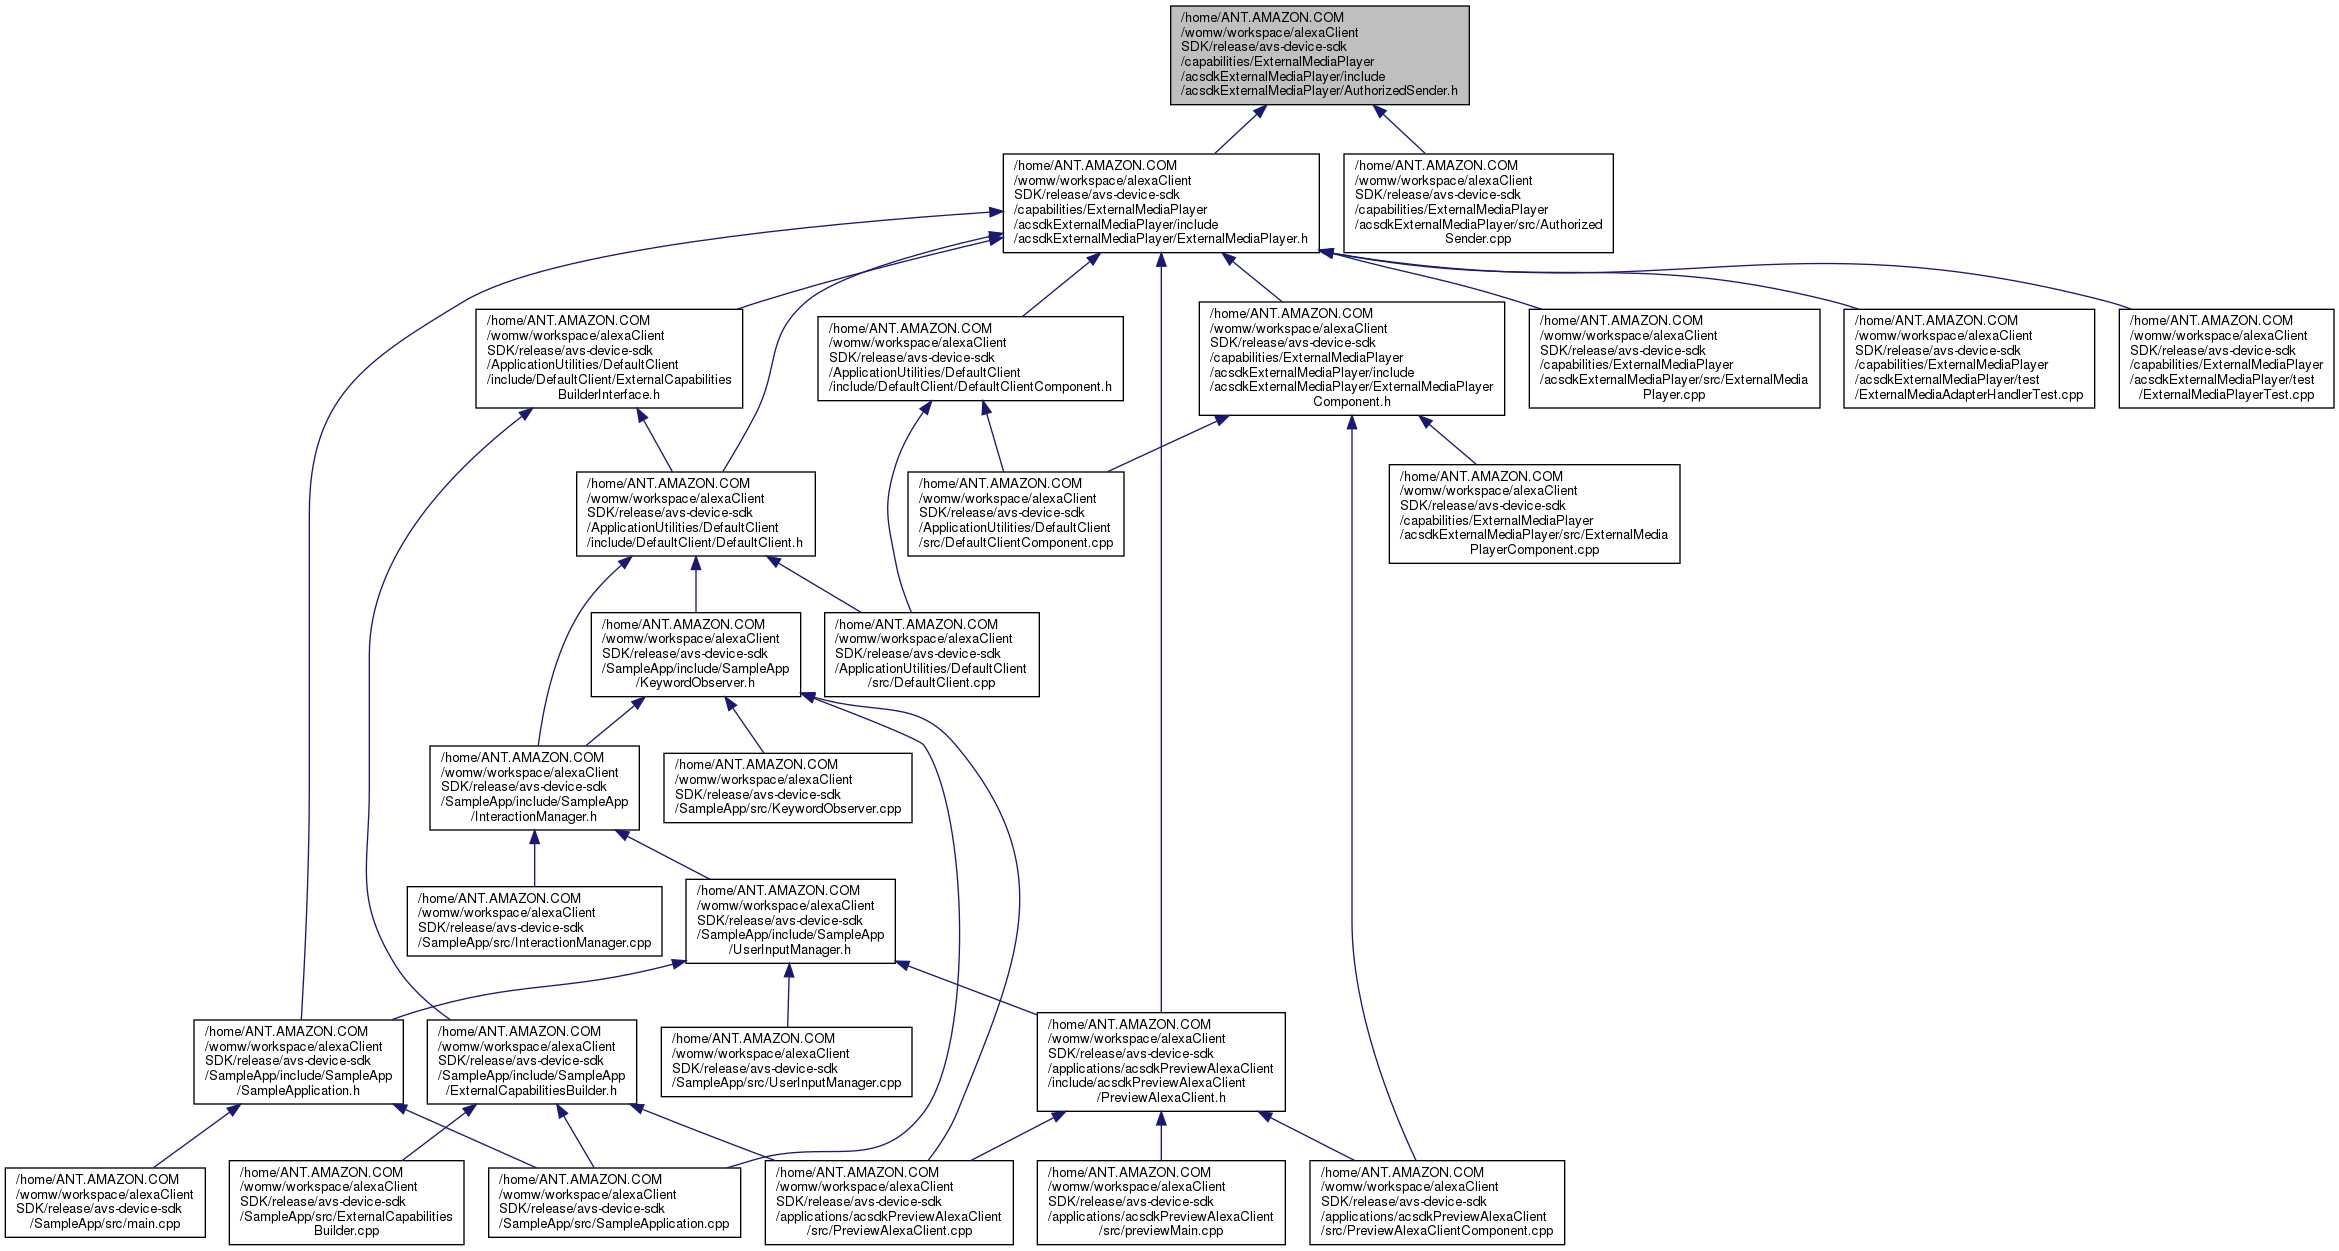 /home/ANT.AMAZON.COM
/womw/workspace/alexaClient
SDK/release/avs-device-sdk
/capabilities/ExternalMediaPlayer
/acsdkExternalMediaPlayer/include
/acsdkExternalMediaPlayer/AuthorizedSender.h
/home/ANT.AMAZON.COM
/womw/workspace/alexaClient
SDK/release/avs-device-sdk
/capabilities/ExternalMediaPlayer
/acsdkExternalMediaPlayer/include
/acsdkExternalMediaPlayer/ExternalMediaPlayer.h
/home/ANT.AMAZON.COM
/womw/workspace/alexaClient
SDK/release/avs-device-sdk
/capabilities/ExternalMediaPlayer
/acsdkExternalMediaPlayer/src/Authorized
Sender.cpp
/home/ANT.AMAZON.COM
/womw/workspace/alexaClient
SDK/release/avs-device-sdk
/ApplicationUtilities/DefaultClient
/include/DefaultClient/ExternalCapabilities
BuilderInterface.h
/home/ANT.AMAZON.COM
/womw/workspace/alexaClient
SDK/release/avs-device-sdk
/ApplicationUtilities/DefaultClient
/include/DefaultClient/DefaultClientComponent.h
/home/ANT.AMAZON.COM
/womw/workspace/alexaClient
SDK/release/avs-device-sdk
/capabilities/ExternalMediaPlayer
/acsdkExternalMediaPlayer/include
/acsdkExternalMediaPlayer/ExternalMediaPlayer
Component.h
/home/ANT.AMAZON.COM
/womw/workspace/alexaClient
SDK/release/avs-device-sdk
/capabilities/ExternalMediaPlayer
/acsdkExternalMediaPlayer/src/ExternalMedia
Player.cpp
/home/ANT.AMAZON.COM
/womw/workspace/alexaClient
SDK/release/avs-device-sdk
/capabilities/ExternalMediaPlayer
/acsdkExternalMediaPlayer/test
/ExternalMediaAdapterHandlerTest.cpp
/home/ANT.AMAZON.COM
/womw/workspace/alexaClient
SDK/release/avs-device-sdk
/capabilities/ExternalMediaPlayer
/acsdkExternalMediaPlayer/test
/ExternalMediaPlayerTest.cpp
/home/ANT.AMAZON.COM
/womw/workspace/alexaClient
SDK/release/avs-device-sdk
/ApplicationUtilities/DefaultClient
/include/DefaultClient/DefaultClient.h
/home/ANT.AMAZON.COM
/womw/workspace/alexaClient
SDK/release/avs-device-sdk
/ApplicationUtilities/DefaultClient
/src/DefaultClientComponent.cpp
/home/ANT.AMAZON.COM
/womw/workspace/alexaClient
SDK/release/avs-device-sdk
/capabilities/ExternalMediaPlayer
/acsdkExternalMediaPlayer/src/ExternalMedia
PlayerComponent.cpp
/home/ANT.AMAZON.COM
/womw/workspace/alexaClient
SDK/release/avs-device-sdk
/SampleApp/include/SampleApp
/KeywordObserver.h
/home/ANT.AMAZON.COM
/womw/workspace/alexaClient
SDK/release/avs-device-sdk
/ApplicationUtilities/DefaultClient
/src/DefaultClient.cpp
/home/ANT.AMAZON.COM
/womw/workspace/alexaClient
SDK/release/avs-device-sdk
/SampleApp/include/SampleApp
/InteractionManager.h
/home/ANT.AMAZON.COM
/womw/workspace/alexaClient
SDK/release/avs-device-sdk
/SampleApp/src/KeywordObserver.cpp
/home/ANT.AMAZON.COM
/womw/workspace/alexaClient
SDK/release/avs-device-sdk
/SampleApp/src/InteractionManager.cpp
/home/ANT.AMAZON.COM
/womw/workspace/alexaClient
SDK/release/avs-device-sdk
/SampleApp/include/SampleApp
/UserInputManager.h
/home/ANT.AMAZON.COM
/womw/workspace/alexaClient
SDK/release/avs-device-sdk
/SampleApp/include/SampleApp
/SampleApplication.h
/home/ANT.AMAZON.COM
/womw/workspace/alexaClient
SDK/release/avs-device-sdk
/SampleApp/include/SampleApp
/ExternalCapabilitiesBuilder.h
/home/ANT.AMAZON.COM
/womw/workspace/alexaClient
SDK/release/avs-device-sdk
/SampleApp/src/UserInputManager.cpp
/home/ANT.AMAZON.COM
/womw/workspace/alexaClient
SDK/release/avs-device-sdk
/applications/acsdkPreviewAlexaClient
/include/acsdkPreviewAlexaClient
/PreviewAlexaClient.h
/home/ANT.AMAZON.COM
/womw/workspace/alexaClient
SDK/release/avs-device-sdk
/SampleApp/src/main.cpp
/home/ANT.AMAZON.COM
/womw/workspace/alexaClient
SDK/release/avs-device-sdk
/SampleApp/src/ExternalCapabilities
Builder.cpp
/home/ANT.AMAZON.COM
/womw/workspace/alexaClient
SDK/release/avs-device-sdk
/SampleApp/src/SampleApplication.cpp
/home/ANT.AMAZON.COM
/womw/workspace/alexaClient
SDK/release/avs-device-sdk
/applications/acsdkPreviewAlexaClient
/src/PreviewAlexaClient.cpp
/home/ANT.AMAZON.COM
/womw/workspace/alexaClient
SDK/release/avs-device-sdk
/applications/acsdkPreviewAlexaClient
/src/previewMain.cpp
/home/ANT.AMAZON.COM
/womw/workspace/alexaClient
SDK/release/avs-device-sdk
/applications/acsdkPreviewAlexaClient
/src/PreviewAlexaClientComponent.cpp